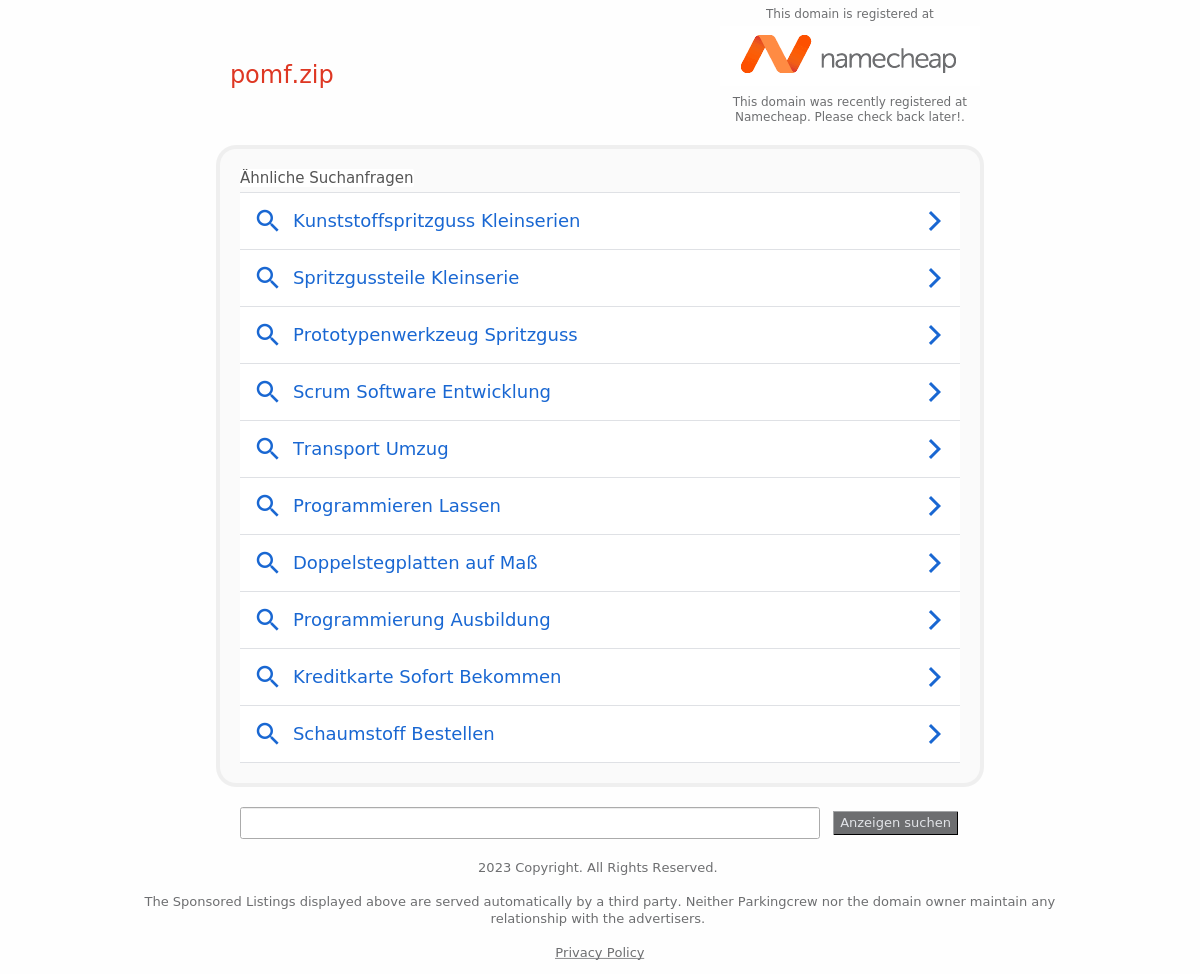 This domain is registered at
namecheap
pomf.zip
This domain was recently registered at
Namecheap. Please check back later!.
Ähnliche Suchanfragen
Kunststoffspritzguss Kleinserien
Spritzgussteile Kleinserie
Prototypenwerkzeug Spritzguss
Scrum Software Entwicklung
Transport Umzug
Programmieren Lassen
Doppelstegplatten auf Maß
Programmierung Ausbildung
Kreditkarte Sofort Bekommen
Schaumstoff Bestellen
Anzeigen suchen
2023 Copyright. All Rights Reserved.
The Sponsored Listings displayed above are served automatically by a third party. Neither Parkingcrew nor the domain owner maintain any
relationship with the advertisers.
Privacy Policy